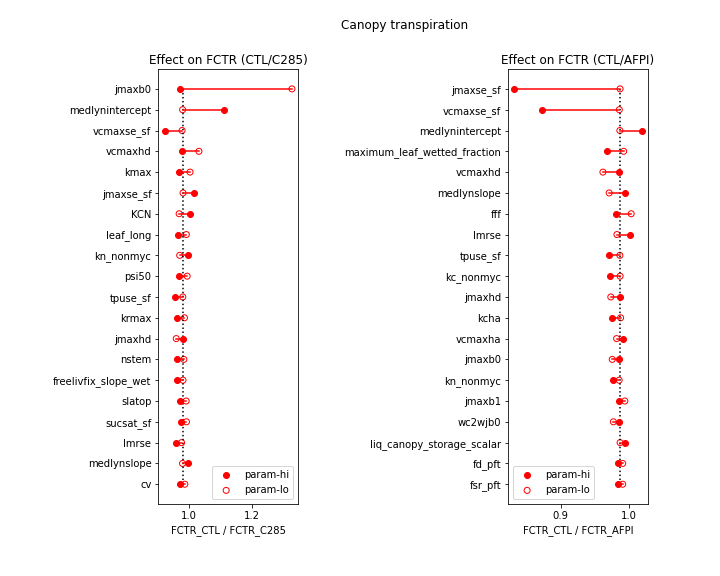 Canopy transpiration
Effect on FCTR (CTL/C285)
jmaxb0
medlynintercept
vcmaxse_sf
vcmaxhd
kmax
jmaxse_sf
KCN
leaf_long
kn_nonmyc
psi50
tpuse_sf
krmax
jmaxhd
nstem
freelivfix_slope_wet
slatop
sucsat_sf
lmrse
medlynslope
cv
param-hi
param-lo
1.0 1.2
FCTR_CTL / FCTR_C285
Effect on FCTR (CTL/AFPI)
jmaxse_sf
vcmaxse_sf
medlynintercept
maximum_leaf_wetted_fraction
vcmaxhd
medlynslope
fff
lmrse
tpuse_sf
kc_nonmyc
jmaxhd
kcha
vcmaxha
jmaxb0
kn_nonmyc
jmaxb1
wc2wjb0
liq_canopy_storage_scalar
fd_pft
fsr_pft
param-hi
param-lo
0.9 1.0
FCTR_CTL / FCTR_AFPI